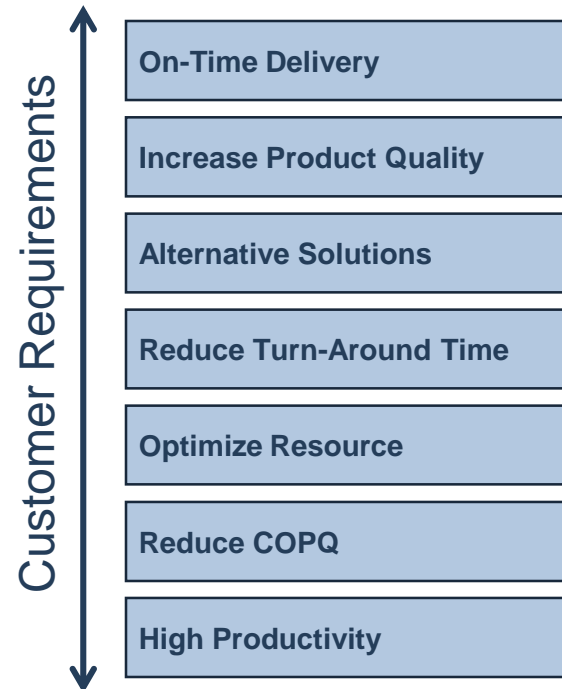 Customer Requirements
On-Time Delivery
Increase Product Quality
Alternative Solutions
Reduce Turn-Around Time
Optimize Resource
Reduce COPQ
High Productivity